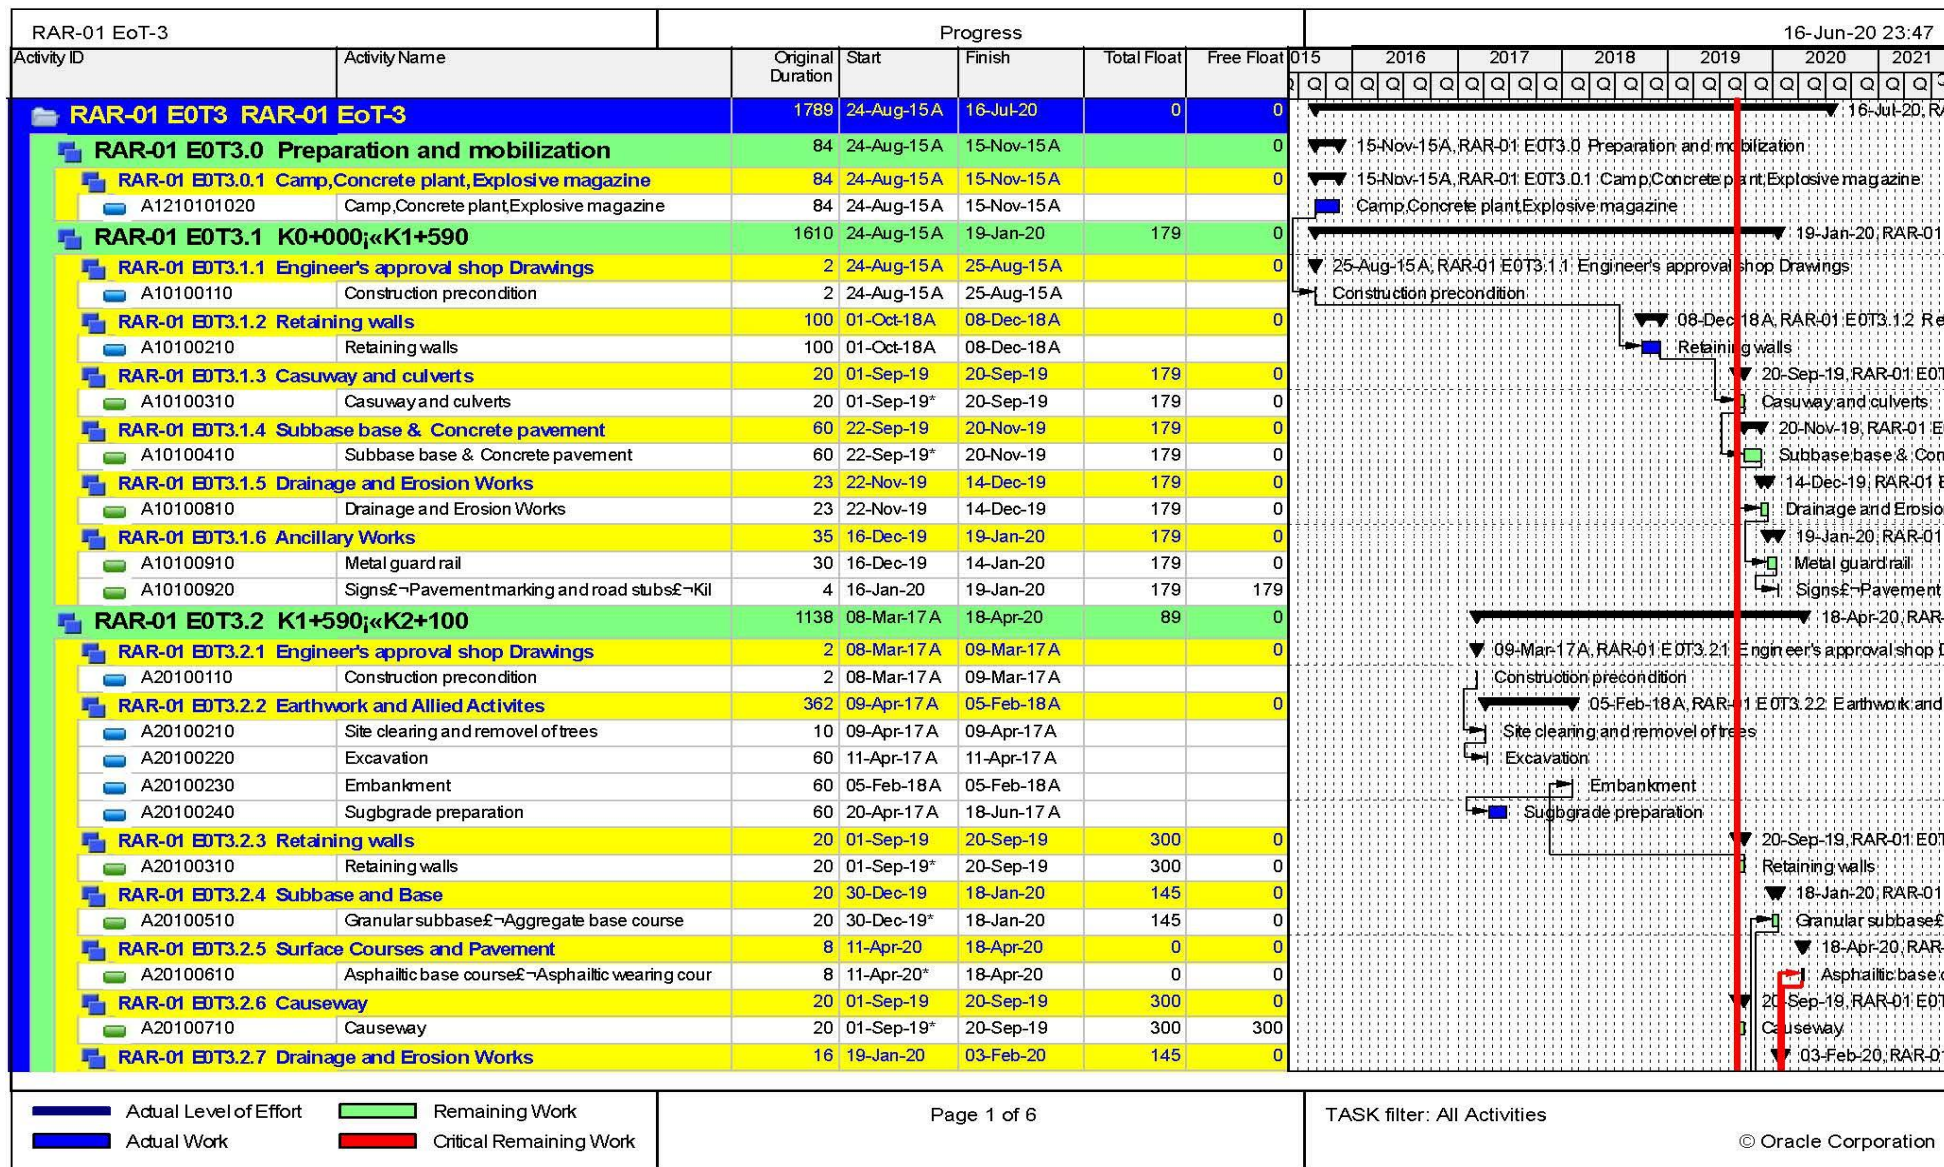 RAR-01 EoT-3 Progress 16-Jun-20 23:47
Activity ID Activity Name Original Duration Start Finish Total Float Free Float 015 2016 2017 2018 2019 2020 2021
Q Q Q Q Q Q Q Q Q Q Q Q Q Q Q Q Q Q Q Q Q Q Q Q
RAR-01 E0T3 RAR-01 EoT-3 1789 24-Aug-15 A 16-Jul-20 0 0 16-Jul-20, RA
RAR-01 E0T3.0 Preparation and mobilization 84 24-Aug-15 A 15-Nov-15 A 0 15-Nov-15 A, RAR-01 E0T3.0 Preparation and mobilization
RAR-01 E0T3.0.1 Camp,Concrete plant,Explosive magazine 84 24-Aug-15 A 15-Nov-15 A 0 15-Nov-15 A, RAR-01 E0T3.0.1 Camp,Concrete plant,Explosive magazine
A1210101020 Camp,Concrete plant,Explosive magazine 84 24-Aug-15 A 15-Nov-15 A Camp,Concrete plant,Explosive magazine
RAR-01 E0T3.1 K0+000¡«K1+590 1610 24-Aug-15 A 19-Jan-20 179 0 19-Jan-20, RAR-01
RAR-01 E0T3.1.1 Engineer's approval shop Drawings 2 24-Aug-15 A 25-Aug-15 A 0 25-Aug-15 A, RAR-01 E0T3.1.1 Engineer's approval shop Drawings
A10100110 Construction precondition 2 24-Aug-15 A 25-Aug-15 A Construction precondition
RAR-01 E0T3.1.2 Retaining walls 100 01-Oct-18 A 08-Dec-18 A 0 08-Dec-18 A, RAR-01 E0T3.1.2 Re
A10100210 Retaining walls 100 01-Oct-18 A 08-Dec-18 A Retaining walls
RAR-01 E0T3.1.3 Casuway and culverts 20 01-Sep-19 20-Sep-19 179 0 20-Sep-19, RAR-01 E0T
A10100310 Casuway and culverts 20 01-Sep-19* 20-Sep-19 179 0 Casuway and culverts
RAR-01 E0T3.1.4 Subbase base & Concrete pavement 60 22-Sep-19 20-Nov-19 179 0 20-Nov-19, RAR-01 E
A10100410 Subbase base & Concrete pavement 60 22-Sep-19* 20-Nov-19 179 0 Subbase base & Con
RAR-01 E0T3.1.5 Drainage and Erosion Works 23 22-Nov-19 14-Dec-19 179 0 14-Dec-19, RAR-01 E
A10100810 Drainage and Erosion Works 23 22-Nov-19 14-Dec-19 179 0 Drainage and Erosio
RAR-01 E0T3.1.6 Ancillary Works 35 16-Dec-19 19-Jan-20 179 0 19-Jan-20, RAR-01
A10100910 Metal guard rail 30 16-Dec-19 14-Jan-20 179 0 Metal guard rail
A10100920 Signs£¬Pavement marking and road stubs£¬Kil 4 16-Jan-20 19-Jan-20 179 179 Signs£¬Pavement
RAR-01 E0T3.2 K1+590¡«K2+100 1138 08-Mar-17 A 18-Apr-20 89 0 18-Apr-20, RAR-
RAR-01 E0T3.2.1 Engineer's approval shop Drawings 2 08-Mar-17 A 09-Mar-17 A 0 09-Mar-17 A, RAR-01 E0T3.2.1 Engineer's approval shop D
A20100110 Construction precondition 2 08-Mar-17 A 09-Mar-17 A Construction precondition
RAR-01 E0T3.2.2 Earthwork and Allied Activites 362 09-Apr-17 A 05-Feb-18 A 0 05-Feb-18 A, RAR-01 E0T3.2.2 Earthwork and
A20100210 Site clearing and removel of trees 10 09-Apr-17 A 09-Apr-17 A Site clearing and removel of trees
A20100220 Excavation 60 11-Apr-17 A 11-Apr-17 A Excavation
A20100230 Embankment 60 05-Feb-18 A 05-Feb-18 A Embankment
A20100240 Sugbgrade preparation 60 20-Apr-17 A 18-Jun-17 A Sugbgrade preparation
RAR-01 E0T3.2.3 Retaining walls 20 01-Sep-19 20-Sep-19 300 0 20-Sep-19, RAR-01 E0T
A20100310 Retaining walls 20 01-Sep-19* 20-Sep-19 300 0 Retaining walls
RAR-01 E0T3.2.4 Subbase and Base 20 30-Dec-19 18-Jan-20 145 0 18-Jan-20, RAR-01
A20100510 Granular subbase£¬Aggregate base course 20 30-Dec-19* 18-Jan-20 145 0 Granular subbase£
RAR-01 E0T3.2.5 Surface Courses and Pavement 8 11-Apr-20 18-Apr-20 0 0 18-Apr-20, RAR-
A20100610 Asphailtic base course£¬Asphailtic wearing cour 8 11-Apr-20* 18-Apr-20 0 0 Asphailtic base c
RAR-01 E0T3.2.6 Causeway 20 01-Sep-19 20-Sep-19 300 0 20-Sep-19, RAR-01 E0T
A20100710 Causeway 20 01-Sep-19* 20-Sep-19 300 300 Causeway
RAR-01 E0T3.2.7 Drainage and Erosion Works 16 19-Jan-20 03-Feb-20 145 0 03-Feb-20, RAR-0
Actual Level of Effort Remaining Work Page 1 of 6 TASK filter: All Activities
Actual Work Critical Remaining Work © Oracle Corporation